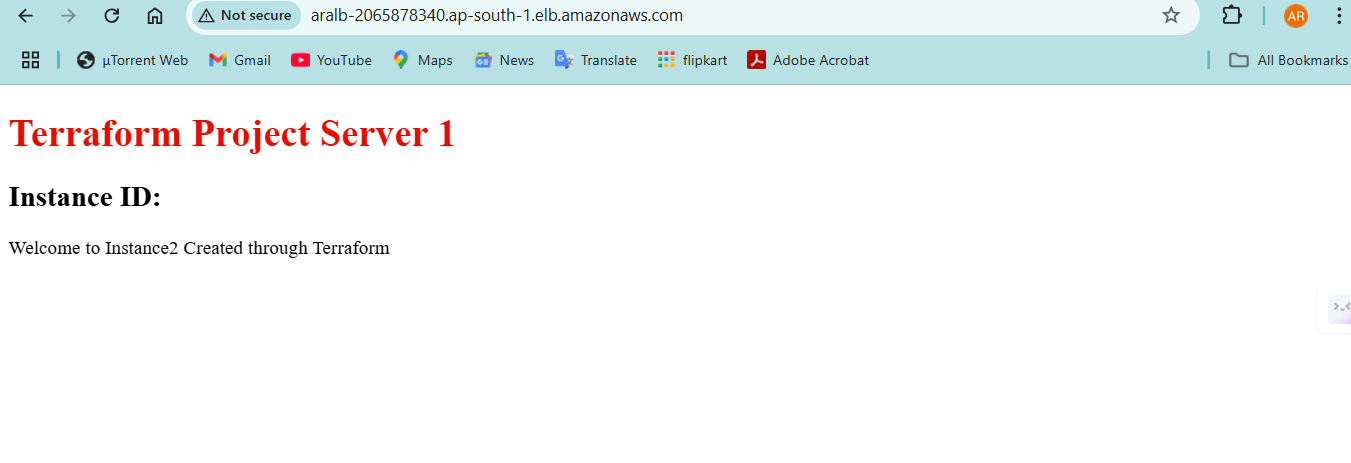 Not secure aralb-2065878340.ap-south-1.elb.amazonaws.com AR
µTorrent Web Gmail YouTube Maps News Translate flipkart Adobe Acrobat All Bookmarks
Terraform Project Server 1
Instance ID:
Welcome to Instance2 Created through Terraform